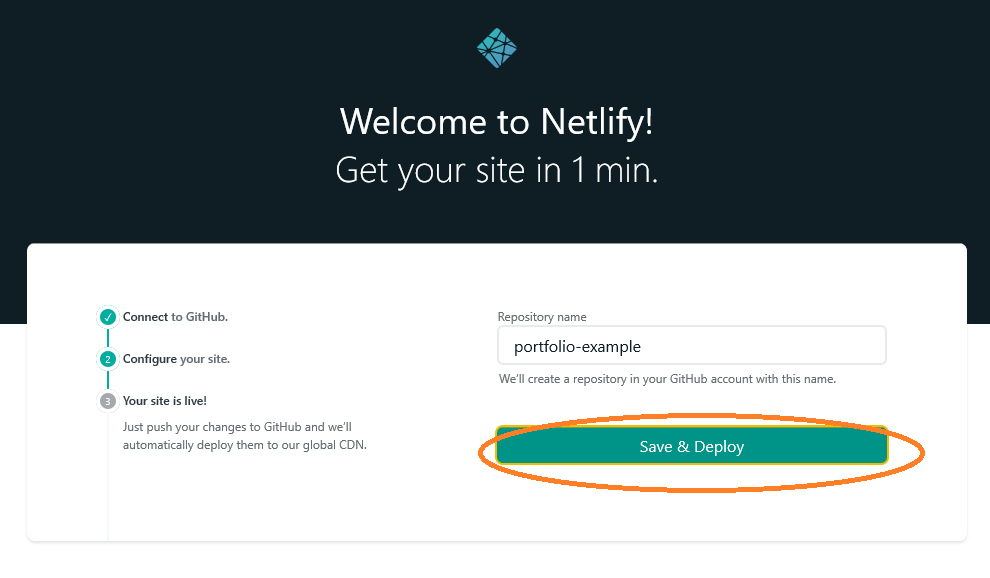 Welcome to Netlify!
Get your site in 1 min.
Connect to GitHub.
2 Configure your site.
3 Your site is live!
Just push your changes to GitHub and we'll
automatically deploy them to our global CDN.
Repository name
portfolio-example
We'll create a repository in your GitHub account with this name.
Save & Deploy